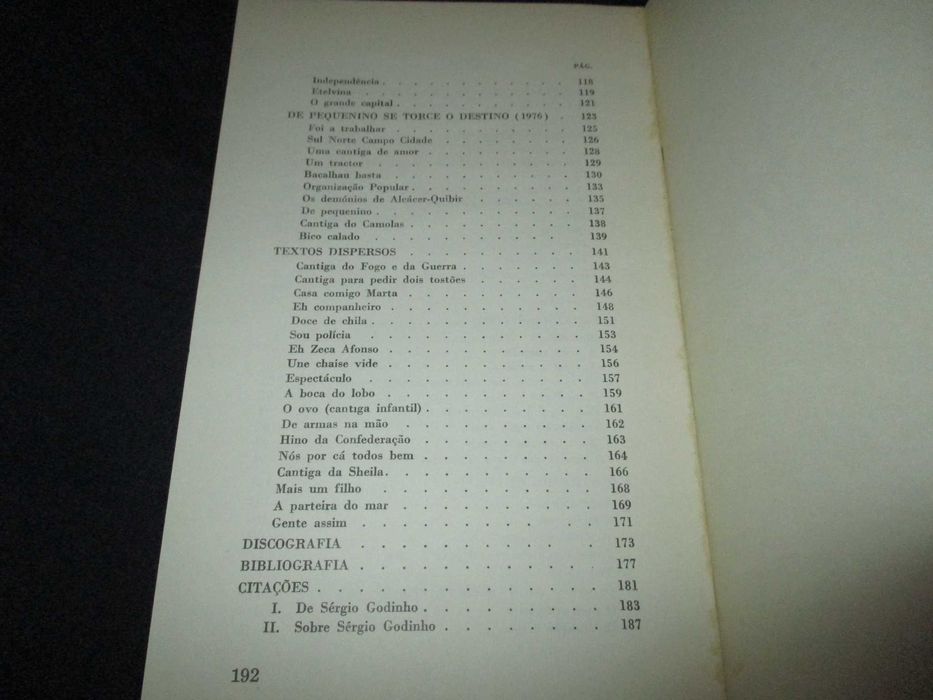 PÁG.
Independência . . . . . . . . . . 118
Etelvina . . . . . . . . . . . 119
O grande capital . . . . . . . . . 121
DE PEQUENINO SE TORCE O DESTINO (1976) . 123
Foi a trabalhar . . . . . . . . . 125
Sul Norte Campo Cidade . . . . . . . 126
Uma cantiga de amor . . . . . . . . 128
Um tractor . . . . . . . . . . 129
Bacalhau basta . . . . . . . . . 130
Organização Popular . . . . . . . . 133
Os demónios de Alcácer-Quibir . . . . . 135
De pequenino . . . . . . . . . . 137
Cantiga do Camolas . . . . . . . . 138
Bico calado . . . . . . . . . . 139
TEXTOS DISPERSOS . . . . . . . . 141
Cantiga do Fogo e da Guerra . . . . . . 143
Cantiga para pedir dois tostões . . . . . 144
Casa comigo Marta . . . . . . . . 146
Eh companheiro . . . . . . . . . 148
Doce de chila . . . . . . . . . . 151
Sou polícia . . . . . . . . . . 153
Eh Zeca Afonso . . . . . . . . . 154
Une chaise vide . . . . . . . . . 156
Espectáculo . . . . . . . . . . 157
A boca do lobo . . . . . . . . . 159
O ovo (cantiga infantil) . . . . . . . 161
De armas na mão . . . . . . . . . 162
Hino da Confederação . . . . . . . 163
Nós por cá todos bem . . . . . . . 164
Cantiga da Sheila . . . . . . . . . 166
Mais um filho . . . . . . . . . 168
A parteira do mar . . . . . . . . 169
Gente assim . . . . . . . . . 171
DISCOGRAFIA . . . . . . . . . . 173
BIBLIOGRAFIA . . . . . . . . . . 177
CITAÇÕES . . . . . . . . . . . 181
I. De Sérgio Godinho . . . . . . . . 183
II. Sobre Sérgio Godinho . . . . . . . 187
192